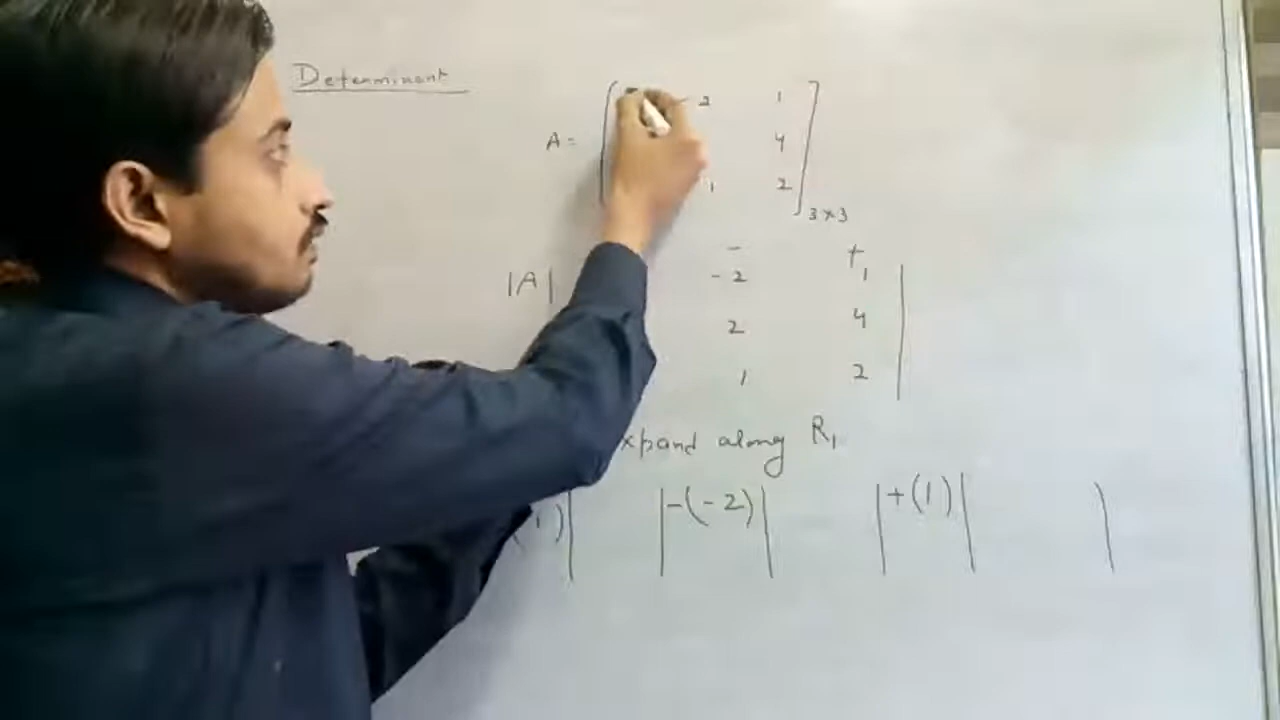 Determinant
2 1
A = 4
1 2
3×3
- +
|A| -2 1
2 4
1 2
xpand along R₁
(1)| |-(-2)| |+(1)| |